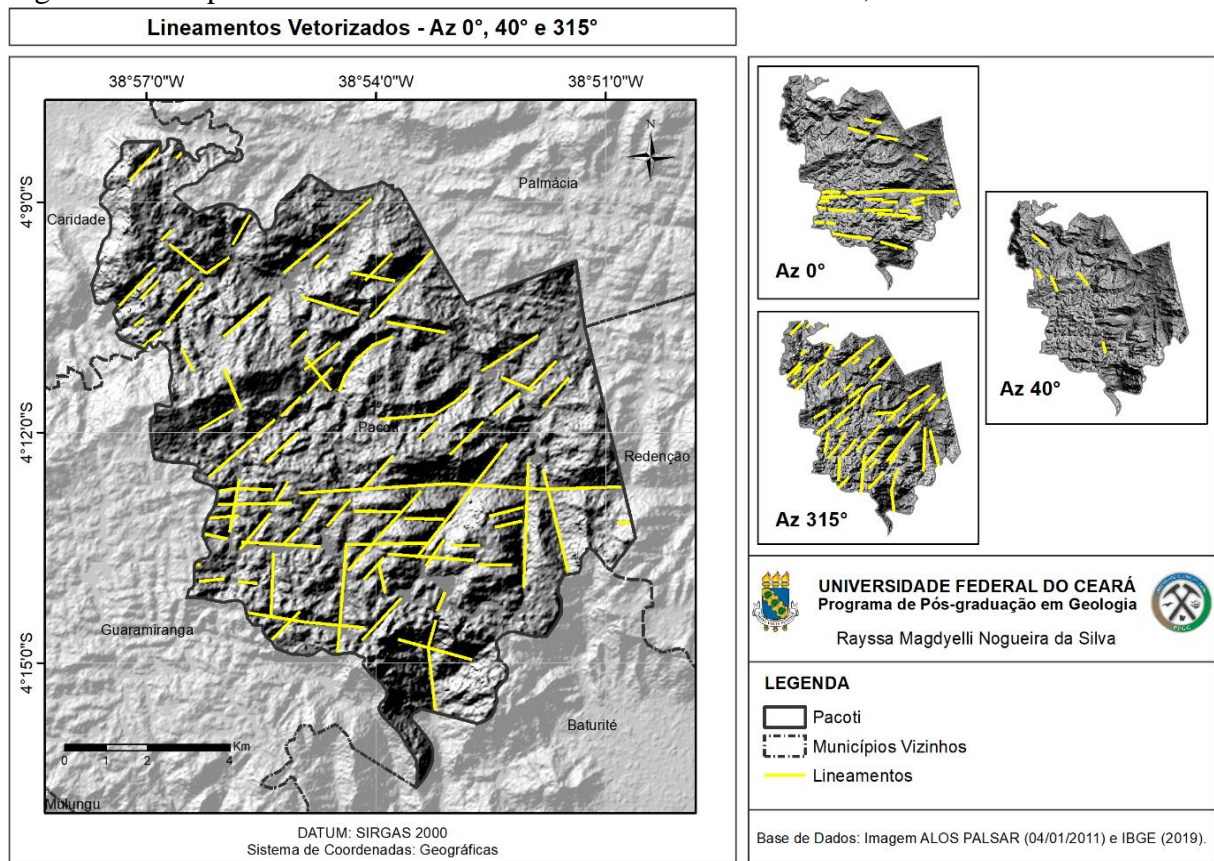 Lineamentos Vetorizados - Az 0°, 40° e 315°
38°57'0"W
38°54'0"W
38°51'0"W
N
Palmácia
4°9'0"S
Caridade
4°12'0"S
Pacoti
Redenção
Guaramiranga
4°15'0"S
Baturité
Km
0 1 2 4
Mulungu
DATUM: SIRGAS 2000
Sistema de Coordenadas: Geográficas
Az 0°
Az 40°
Az 315°
UNIVERSIDADE FEDERAL DO CEARÁ
Programa de Pós-graduação em Geologia
Rayssa Magdyelli Nogueira da Silva
LEGENDA
Pacoti
Municípios Vizinhos
Lineamentos
Base de Dados: Imagem ALOS PALSAR (04/01/2011) e IBGE (2019).